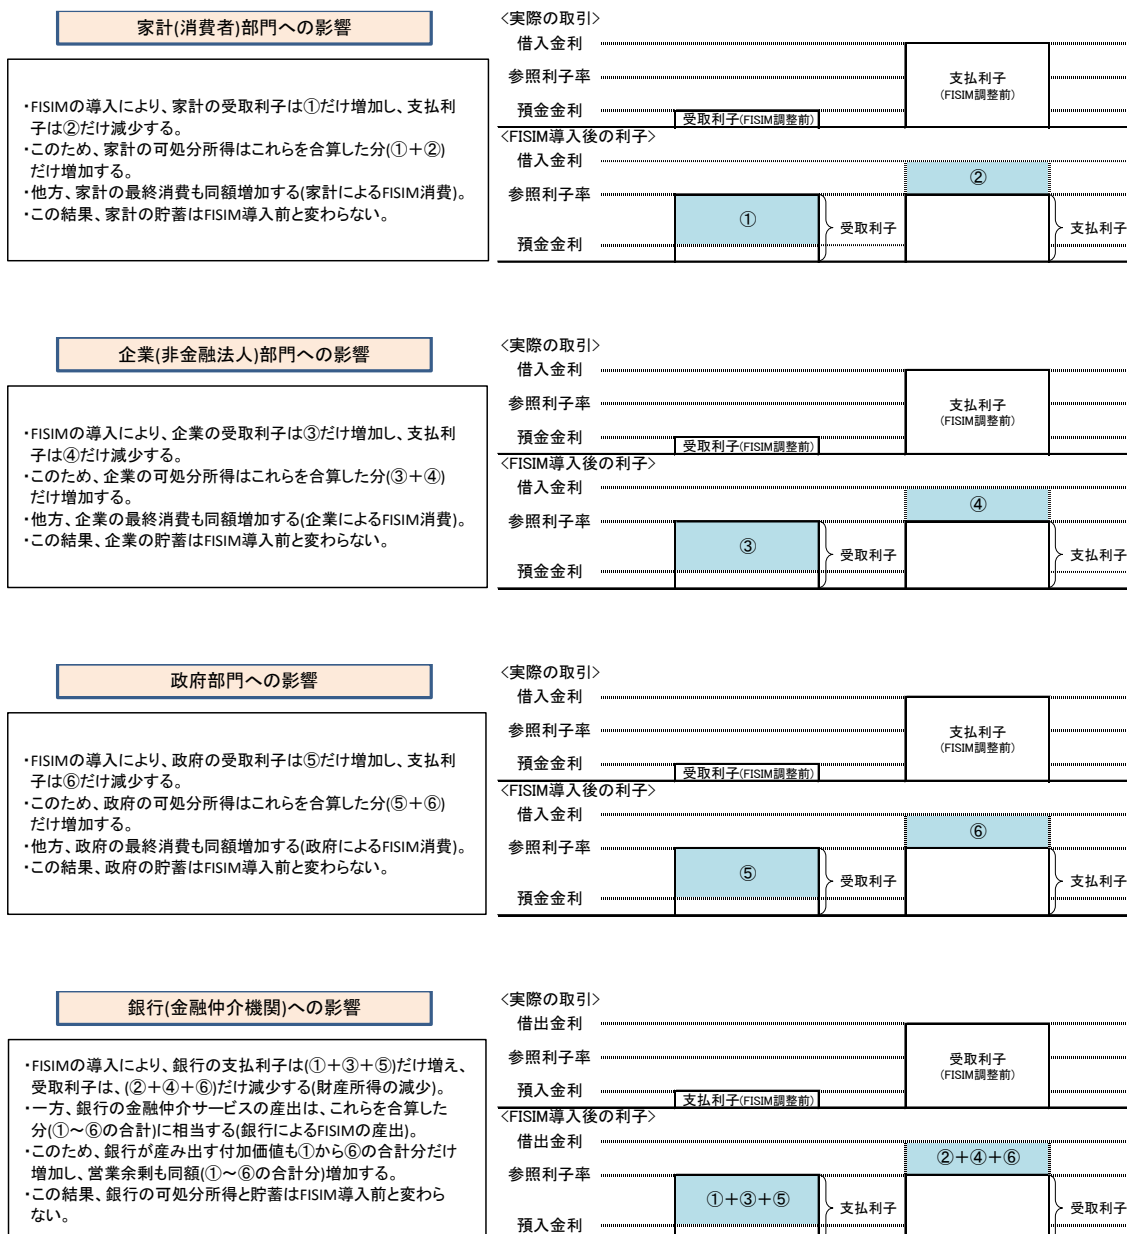 家計(消費者)部門への影響
・FISIMの導入により、家計の受取利子は①だけ増加し、支払利
子は②だけ減少する。
・このため、家計の可処分所得はこれらを合算した分(①＋②)
だけ増加する。
・他方、家計の最終消費も同額増加する(家計によるFISIM消費)。
・この結果、家計の貯蓄はFISIM導入前と変わらない。
〈実際の取引〉
借入金利
参照利子率
預金金利
受取利子(FISIM調整前)
支払利子
(FISIM調整前)
〈FISIM導入後の利子〉
借入金利
参照利子率
預金金利
①
受取利子
②
支払利子
企業(非金融法人)部門への影響
・FISIMの導入により、企業の受取利子は③だけ増加し、支払利
子は④だけ減少する。
・このため、企業の可処分所得はこれらを合算した分(③＋④)
だけ増加する。
・他方、企業の最終消費も同額増加する(企業によるFISIM消費)。
・この結果、企業の貯蓄はFISIM導入前と変わらない。
〈実際の取引〉
借入金利
参照利子率
預金金利
受取利子(FISIM調整前)
支払利子
(FISIM調整前)
〈FISIM導入後の利子〉
借入金利
参照利子率
預金金利
③
受取利子
④
支払利子
政府部門への影響
・FISIMの導入により、政府の受取利子は⑤だけ増加し、支払利
子は⑥だけ減少する。
・このため、政府の可処分所得はこれらを合算した分(⑤＋⑥)
だけ増加する。
・他方、政府の最終消費も同額増加する(政府によるFISIM消費)。
・この結果、政府の貯蓄はFISIM導入前と変わらない。
〈実際の取引〉
借入金利
参照利子率
預金金利
受取利子(FISIM調整前)
支払利子
(FISIM調整前)
〈FISIM導入後の利子〉
借入金利
参照利子率
預金金利
⑤
受取利子
⑥
支払利子
銀行(金融仲介機関)への影響
・FISIMの導入により、銀行の支払利子は(①＋③＋⑤)だけ増え、
受取利子は、(②＋④＋⑥)だけ減少する(財産所得の減少)。
・一方、銀行の金融仲介サービスの産出は、これらを合算した
分(①～⑥の合計)に相当する(銀行によるFISIMの産出)。
・このため、銀行が産み出す付加価値も①から⑥の合計分だけ
増加し、営業余剰も同額(①～⑥の合計分)増加する。
・この結果、銀行の可処分所得と貯蓄はFISIM導入前と変わら
ない。
〈実際の取引〉
借出金利
参照利子率
預入金利
支払利子(FISIM調整前)
受取利子
(FISIM調整前)
〈FISIM導入後の利子〉
借出金利
参照利子率
預入金利
①＋③＋⑤
支払利子
②＋④＋⑥
受取利子